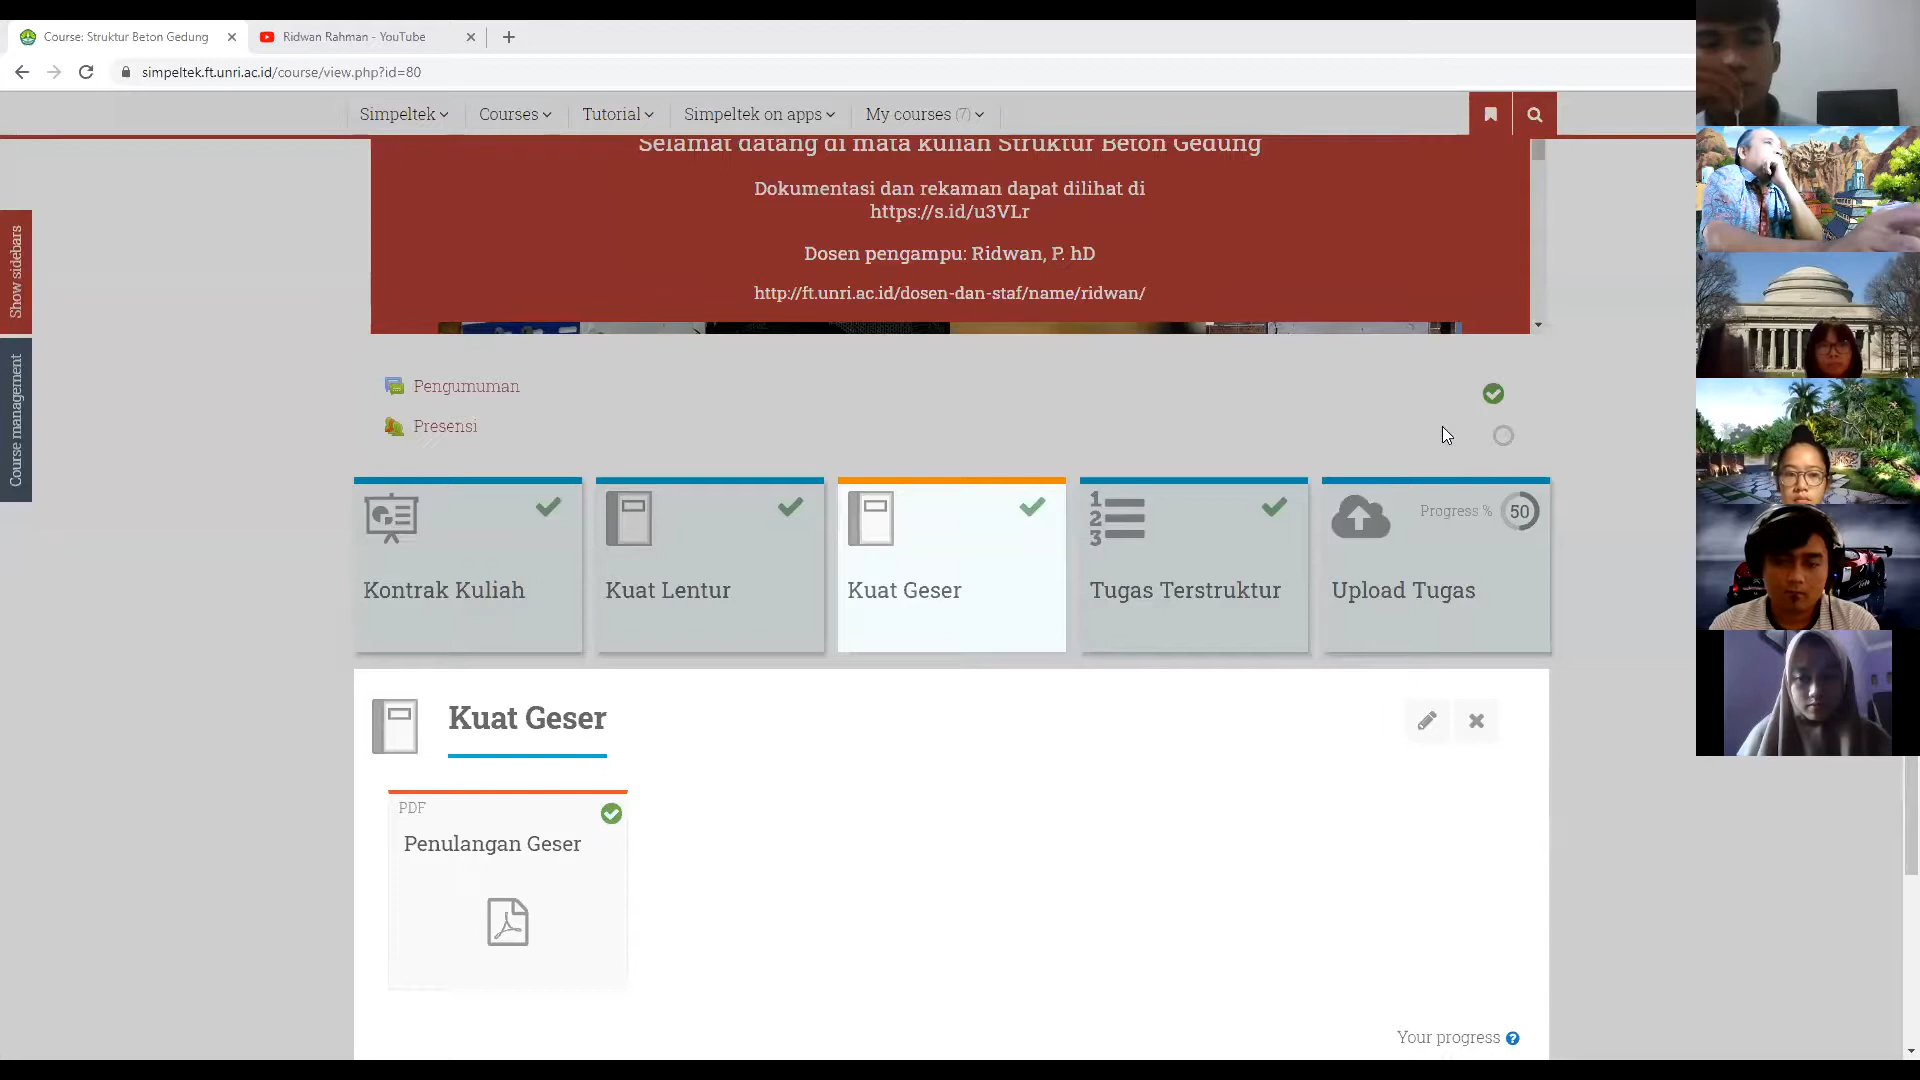 Course: Struktur Beton Gedung
Ridwan Rahman - YouTube
simpeltek.ft.unri.ac.id/course/view.php?id=80
Simpeltek Courses Tutorial Simpeltek on apps My courses (7)
Selamat datang di mata kuliah Struktur Beton Gedung
Dokumentasi dan rekaman dapat dilihat di
https://s.id/u3VLr
Dosen pengampu: Ridwan, P. hD
http://ft.unri.ac.id/dosen-dan-staf/name/ridwan/
Show sidebars
Course management
Pengumuman
Presensi
Kontrak Kuliah
Kuat Lentur
Kuat Geser
1
2
3
Tugas Terstruktur
Progress % 50
Upload Tugas
Kuat Geser
PDF
Penulangan Geser
Your progress